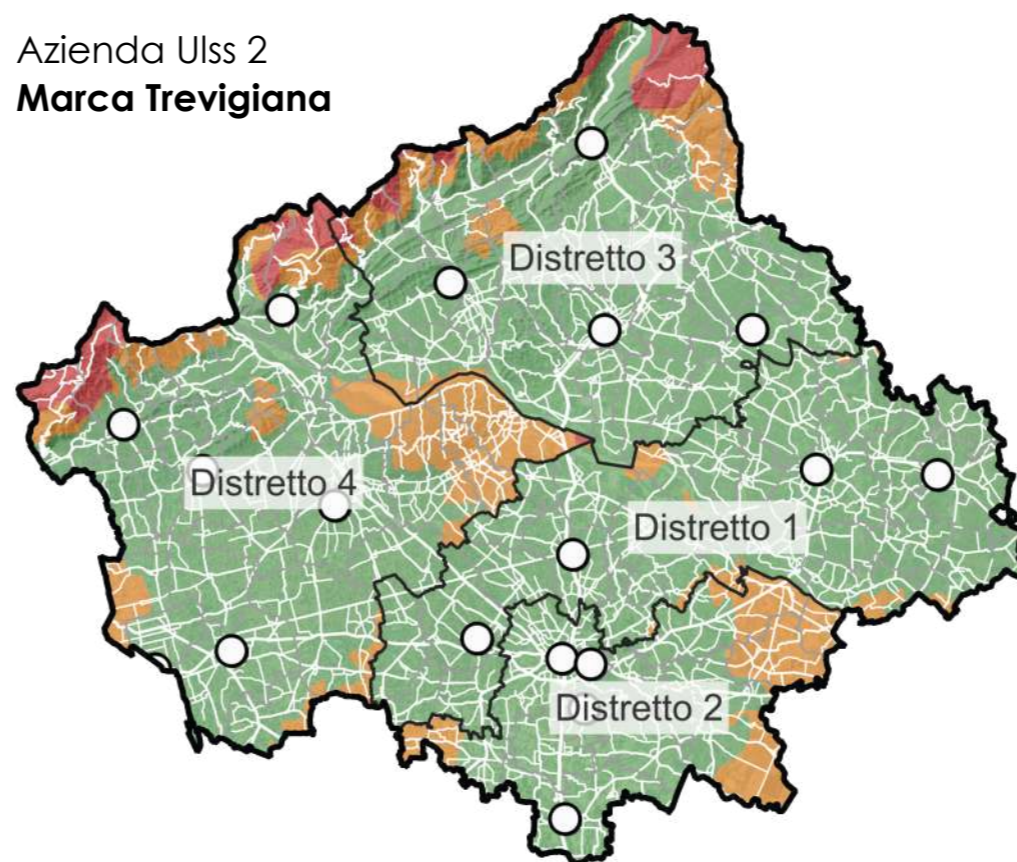 Azienda Ulss 2
Marca Trevigiana
Distretto 3
Distretto 4
Distretto 1
Distretto 2